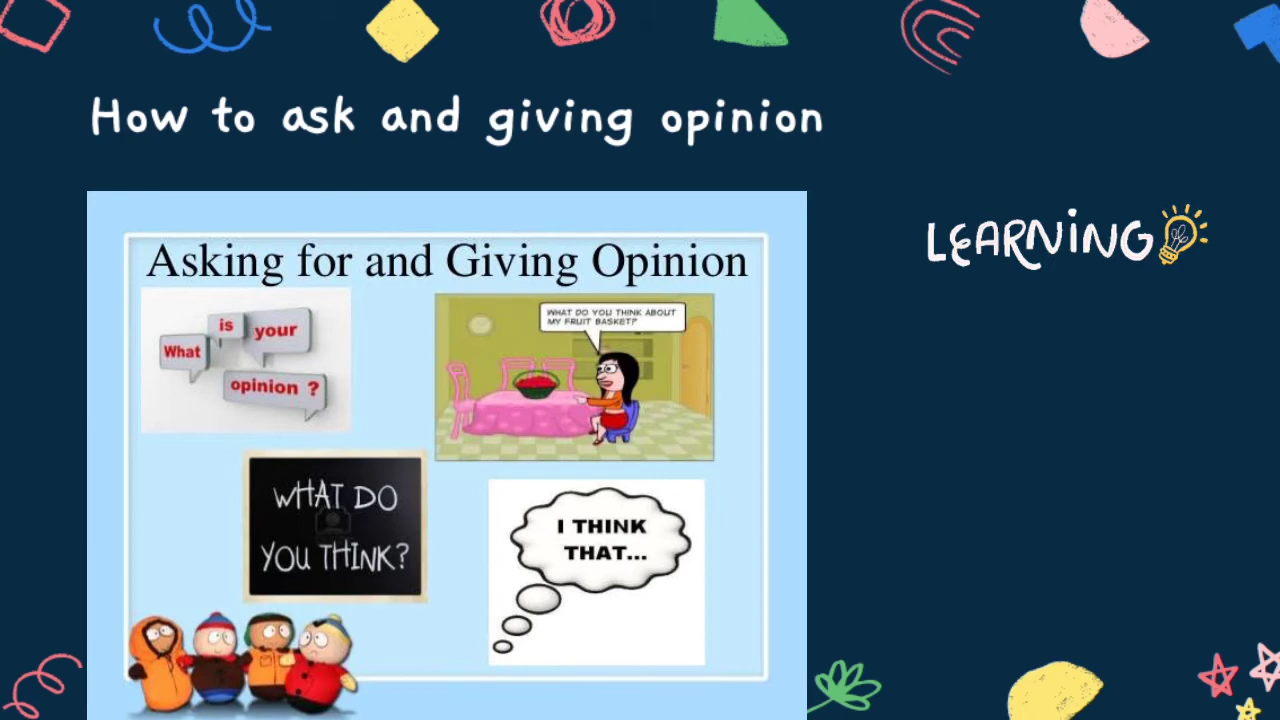 How to ask and giving opinion
LEARNING
Asking for and Giving Opinion
What is your
opinion ?
WHAT DO YOU THINK ABOUT
MY FRUIT BASKET?
WHAT DO
YOU THINK?
I THINK
THAT...